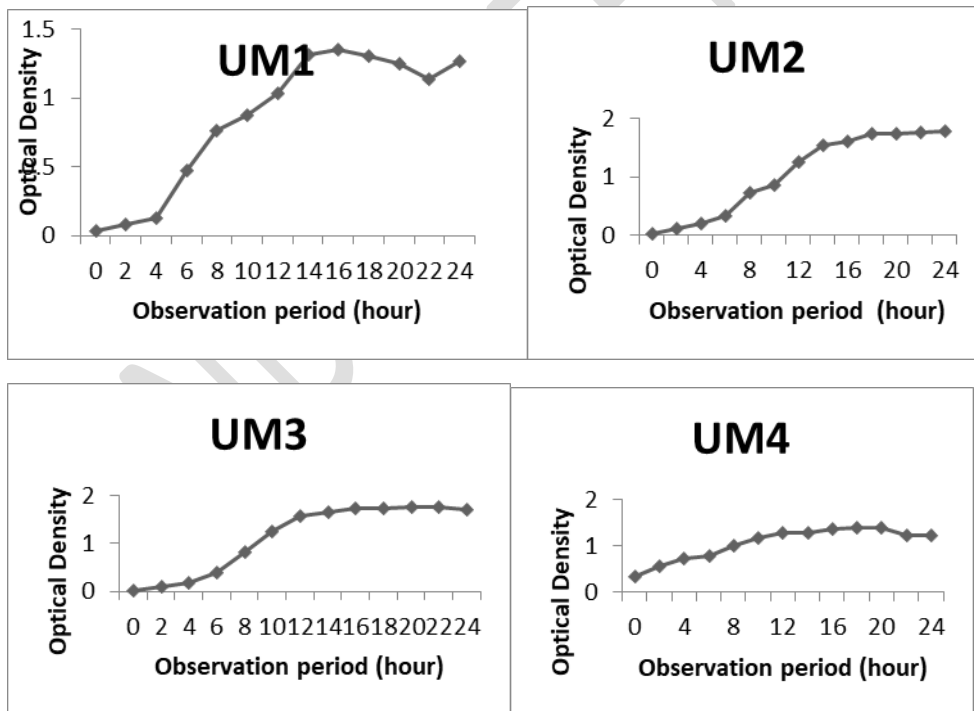 UM1
Optical Density
1.5
1
0.5
0
0 2 4 6 8 10 12 14 16 18 20 22 24
Observation period (hour)
UM2
Optical Density
2
1
0
0 4 8 12 16 20 24
Observation period (hour)
UM3
Optical Density
2
1
0
0 2 4 6 8 10 12 14 16 18 20 22 24
Observation period (hour)
UM4
Optical Density
2
1
0
0 4 8 12 16 20 24
Observation period (hour)